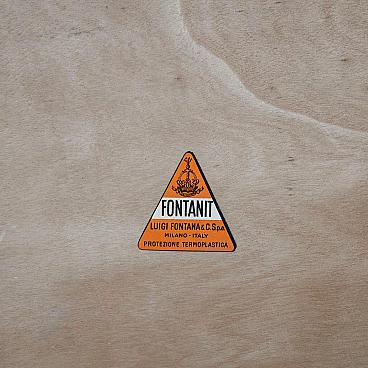 FONTANIT
LUIGI FONTANA & C. S.p.a
MILANO - ITALY
PROTEZIONE TERMOPLASTICA